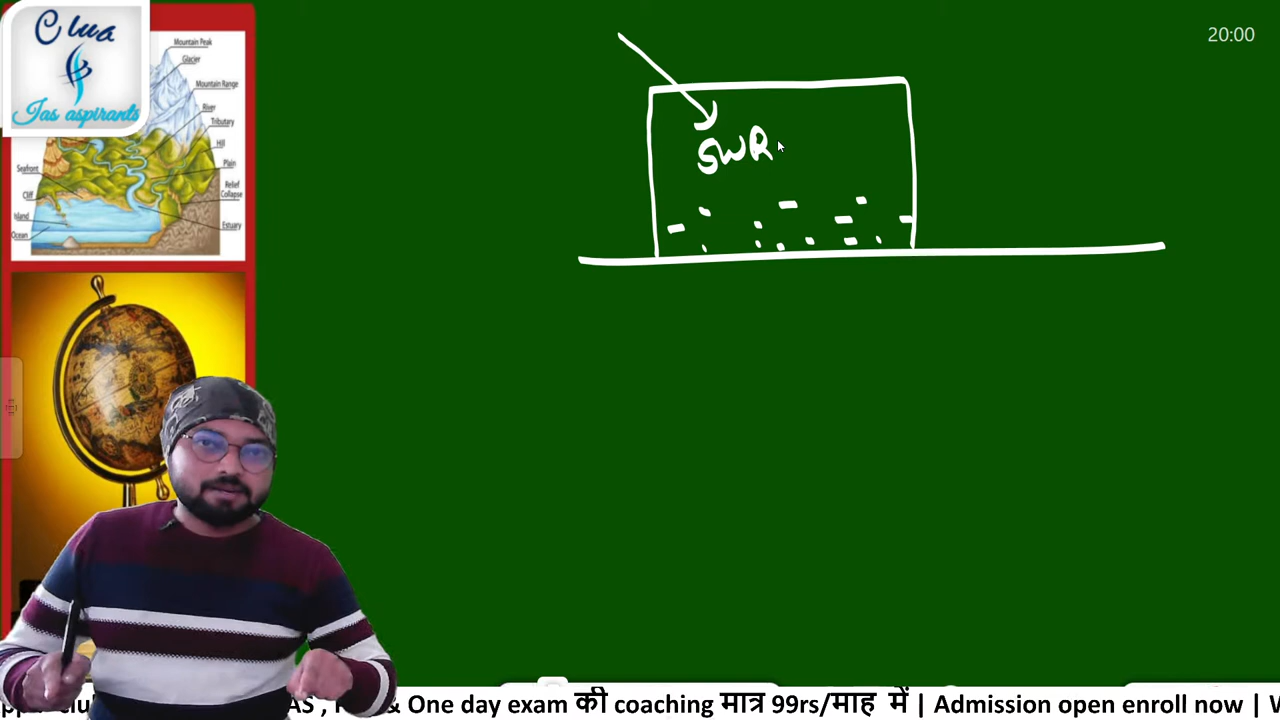 Clua
Ias aspirants
Mountain Peak
Glacier
Mountain Range
River
Tributary
Hill
Plain
Seafront
Relief
Collapse
Cliff
Island
Estuary
Ocean
20:00
SWR
& One day exam की coaching मात्र 99rs/माह में | Admission open enroll now |